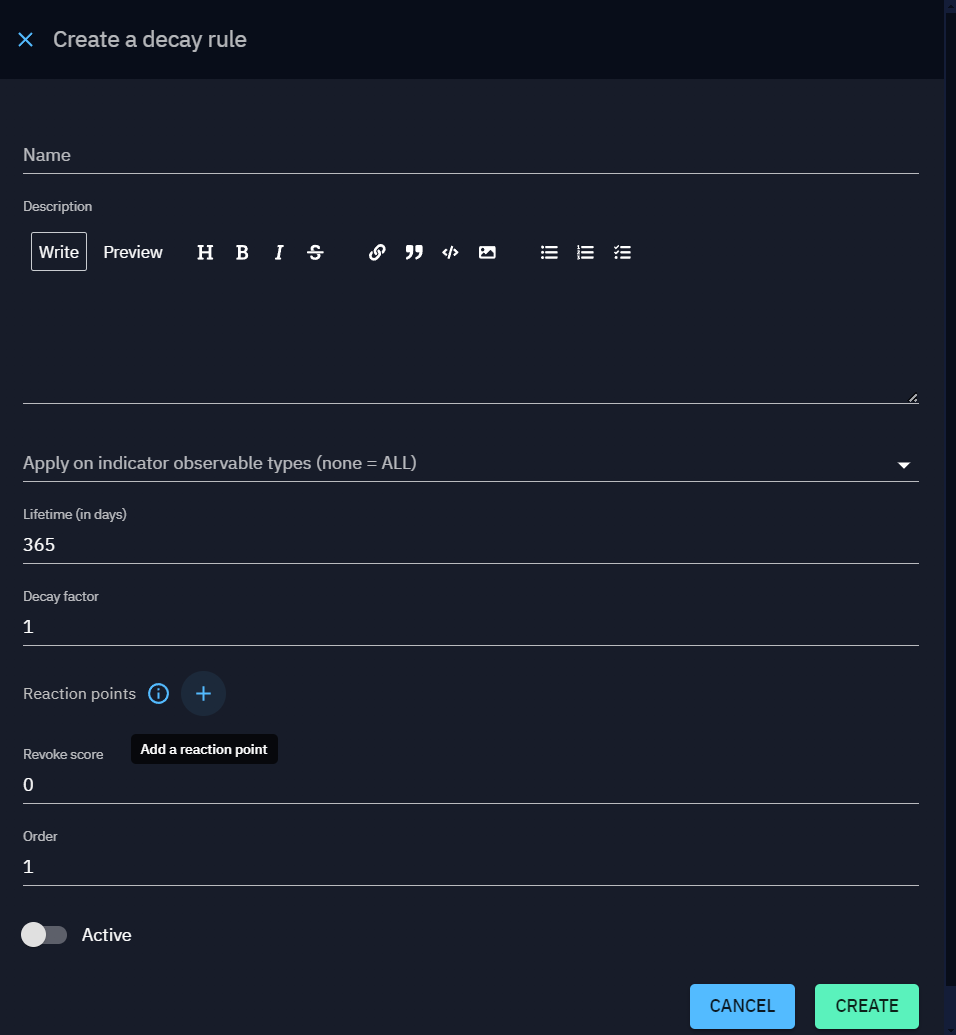 Create a decay rule
Name
Description
Write Preview H B I S
Apply on indicator observable types (none = ALL)
Lifetime (in days)
365
Decay factor
1
Reaction points
Add a reaction point
Revoke score
0
Order
1
Active
CANCEL CREATE